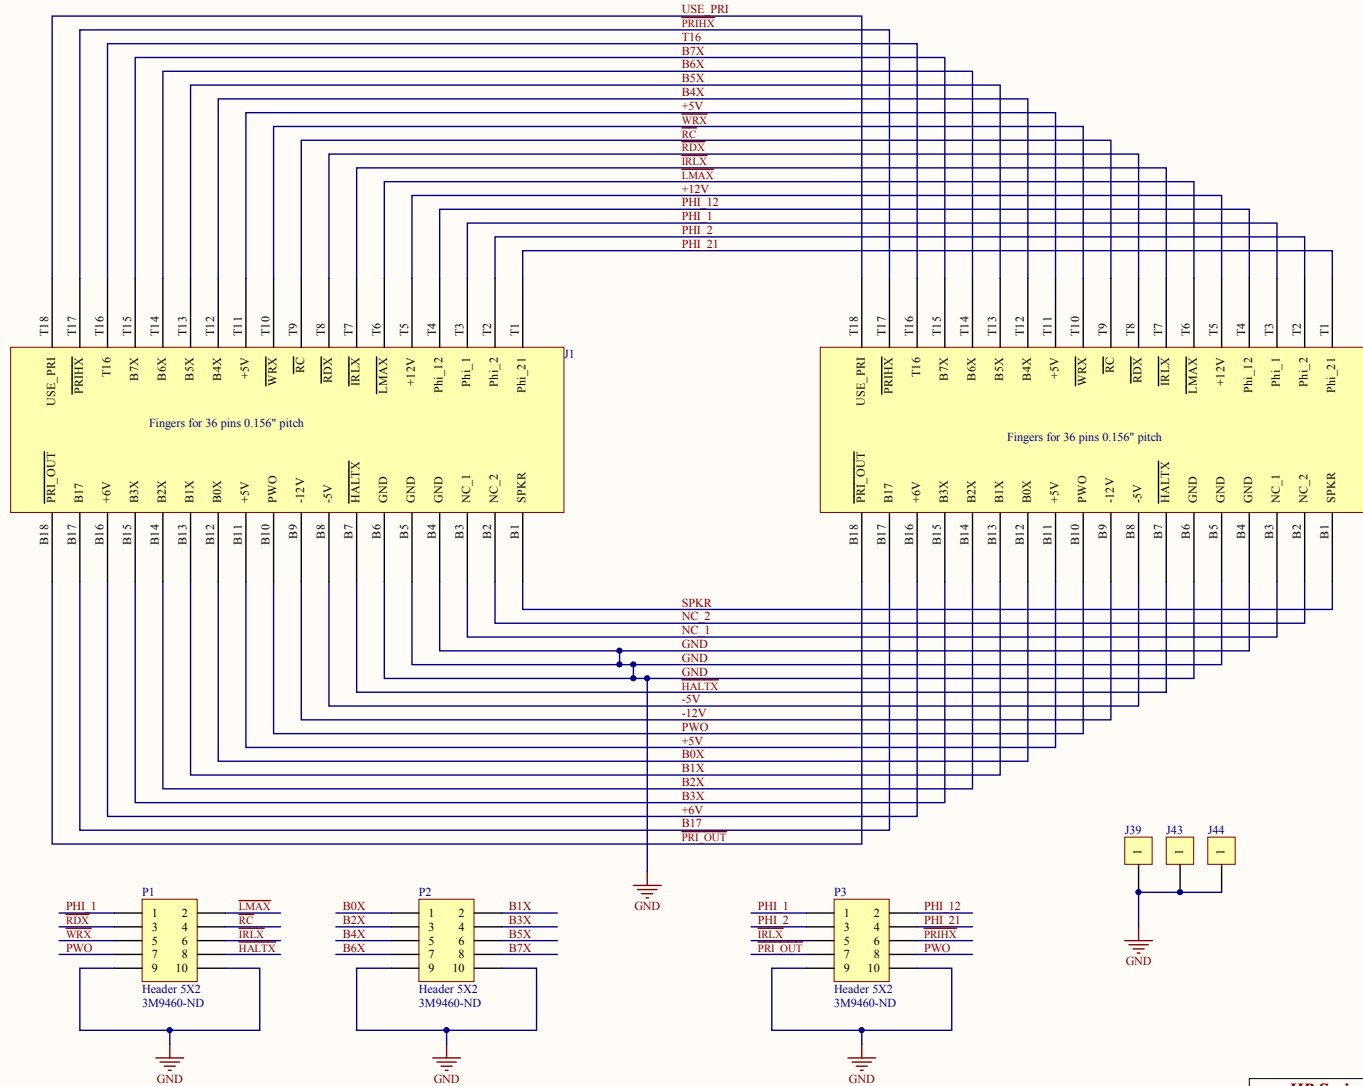 USE_PRI
PRIHX
T16
B7X
B6X
B5X
B4X
+5V
WRX
RC
RDX
IRLX
LMAX
+12V
PHI_12
PHI_1
PHI_2
PHI_21
T18 T17 T16 T15 T14 T13 T12 T11 T10 T9 T8 T7 T6 T5 T4 T3 T2 T1
J1
USE_PRI PRIHX T16 B7X B6X B5X B4X +5V WRX RC RDX IRLX LMAX +12V Phi_12 Phi_1 Phi_2 Phi_21
Fingers for 36 pins 0.156" pitch
PRI_OUT B17 +6V B3X B2X B1X B0X +5V PWO -12V -5V HALTX GND GND GND NC_1 NC_2 SPKR
B18 B17 B16 B15 B14 B13 B12 B11 B10 B9 B8 B7 B6 B5 B4 B3 B2 B1
T18 T17 T16 T15 T14 T13 T12 T11 T10 T9 T8 T7 T6 T5 T4 T3 T2 T1
USE_PRI PRIHX T16 B7X B6X B5X B4X +5V WRX RC RDX IRLX LMAX +12V Phi_12 Phi_1 Phi_2 Phi_21
Fingers for 36 pins 0.156" pitch
PRI_OUT B17 +6V B3X B2X B1X B0X +5V PWO -12V -5V HALTX GND GND GND NC_1 NC_2 SPKR
B18 B17 B16 B15 B14 B13 B12 B11 B10 B9 B8 B7 B6 B5 B4 B3 B2 B1
SPKR
NC_2
NC_1
GND
GND
GND
HALTX
-5V
-12V
PWO
+5V
B0X
B1X
B2X
B3X
+6V
B17
PRI_OUT
GND
J39 J43 J44
1 1 1
GND
P1
PHI_1 1 2 LMAX
RDX 3 4 RC
WRX 5 6 IRLX
PWO 7 8 HALTX
9 10
Header 5X2
3M9460-ND
GND
P2
B0X 1 2 B1X
B2X 3 4 B3X
B4X 5 6 B5X
B6X 7 8 B7X
9 10
Header 5X2
3M9460-ND
GND
P3
PHI_1 1 2 PHI_12
PHI_2 3 4 PHI_21
IRLX 5 6 PRIHX
PRI_OUT 7 8 PWO
9 10
Header 5X2
3M9460-ND
GND